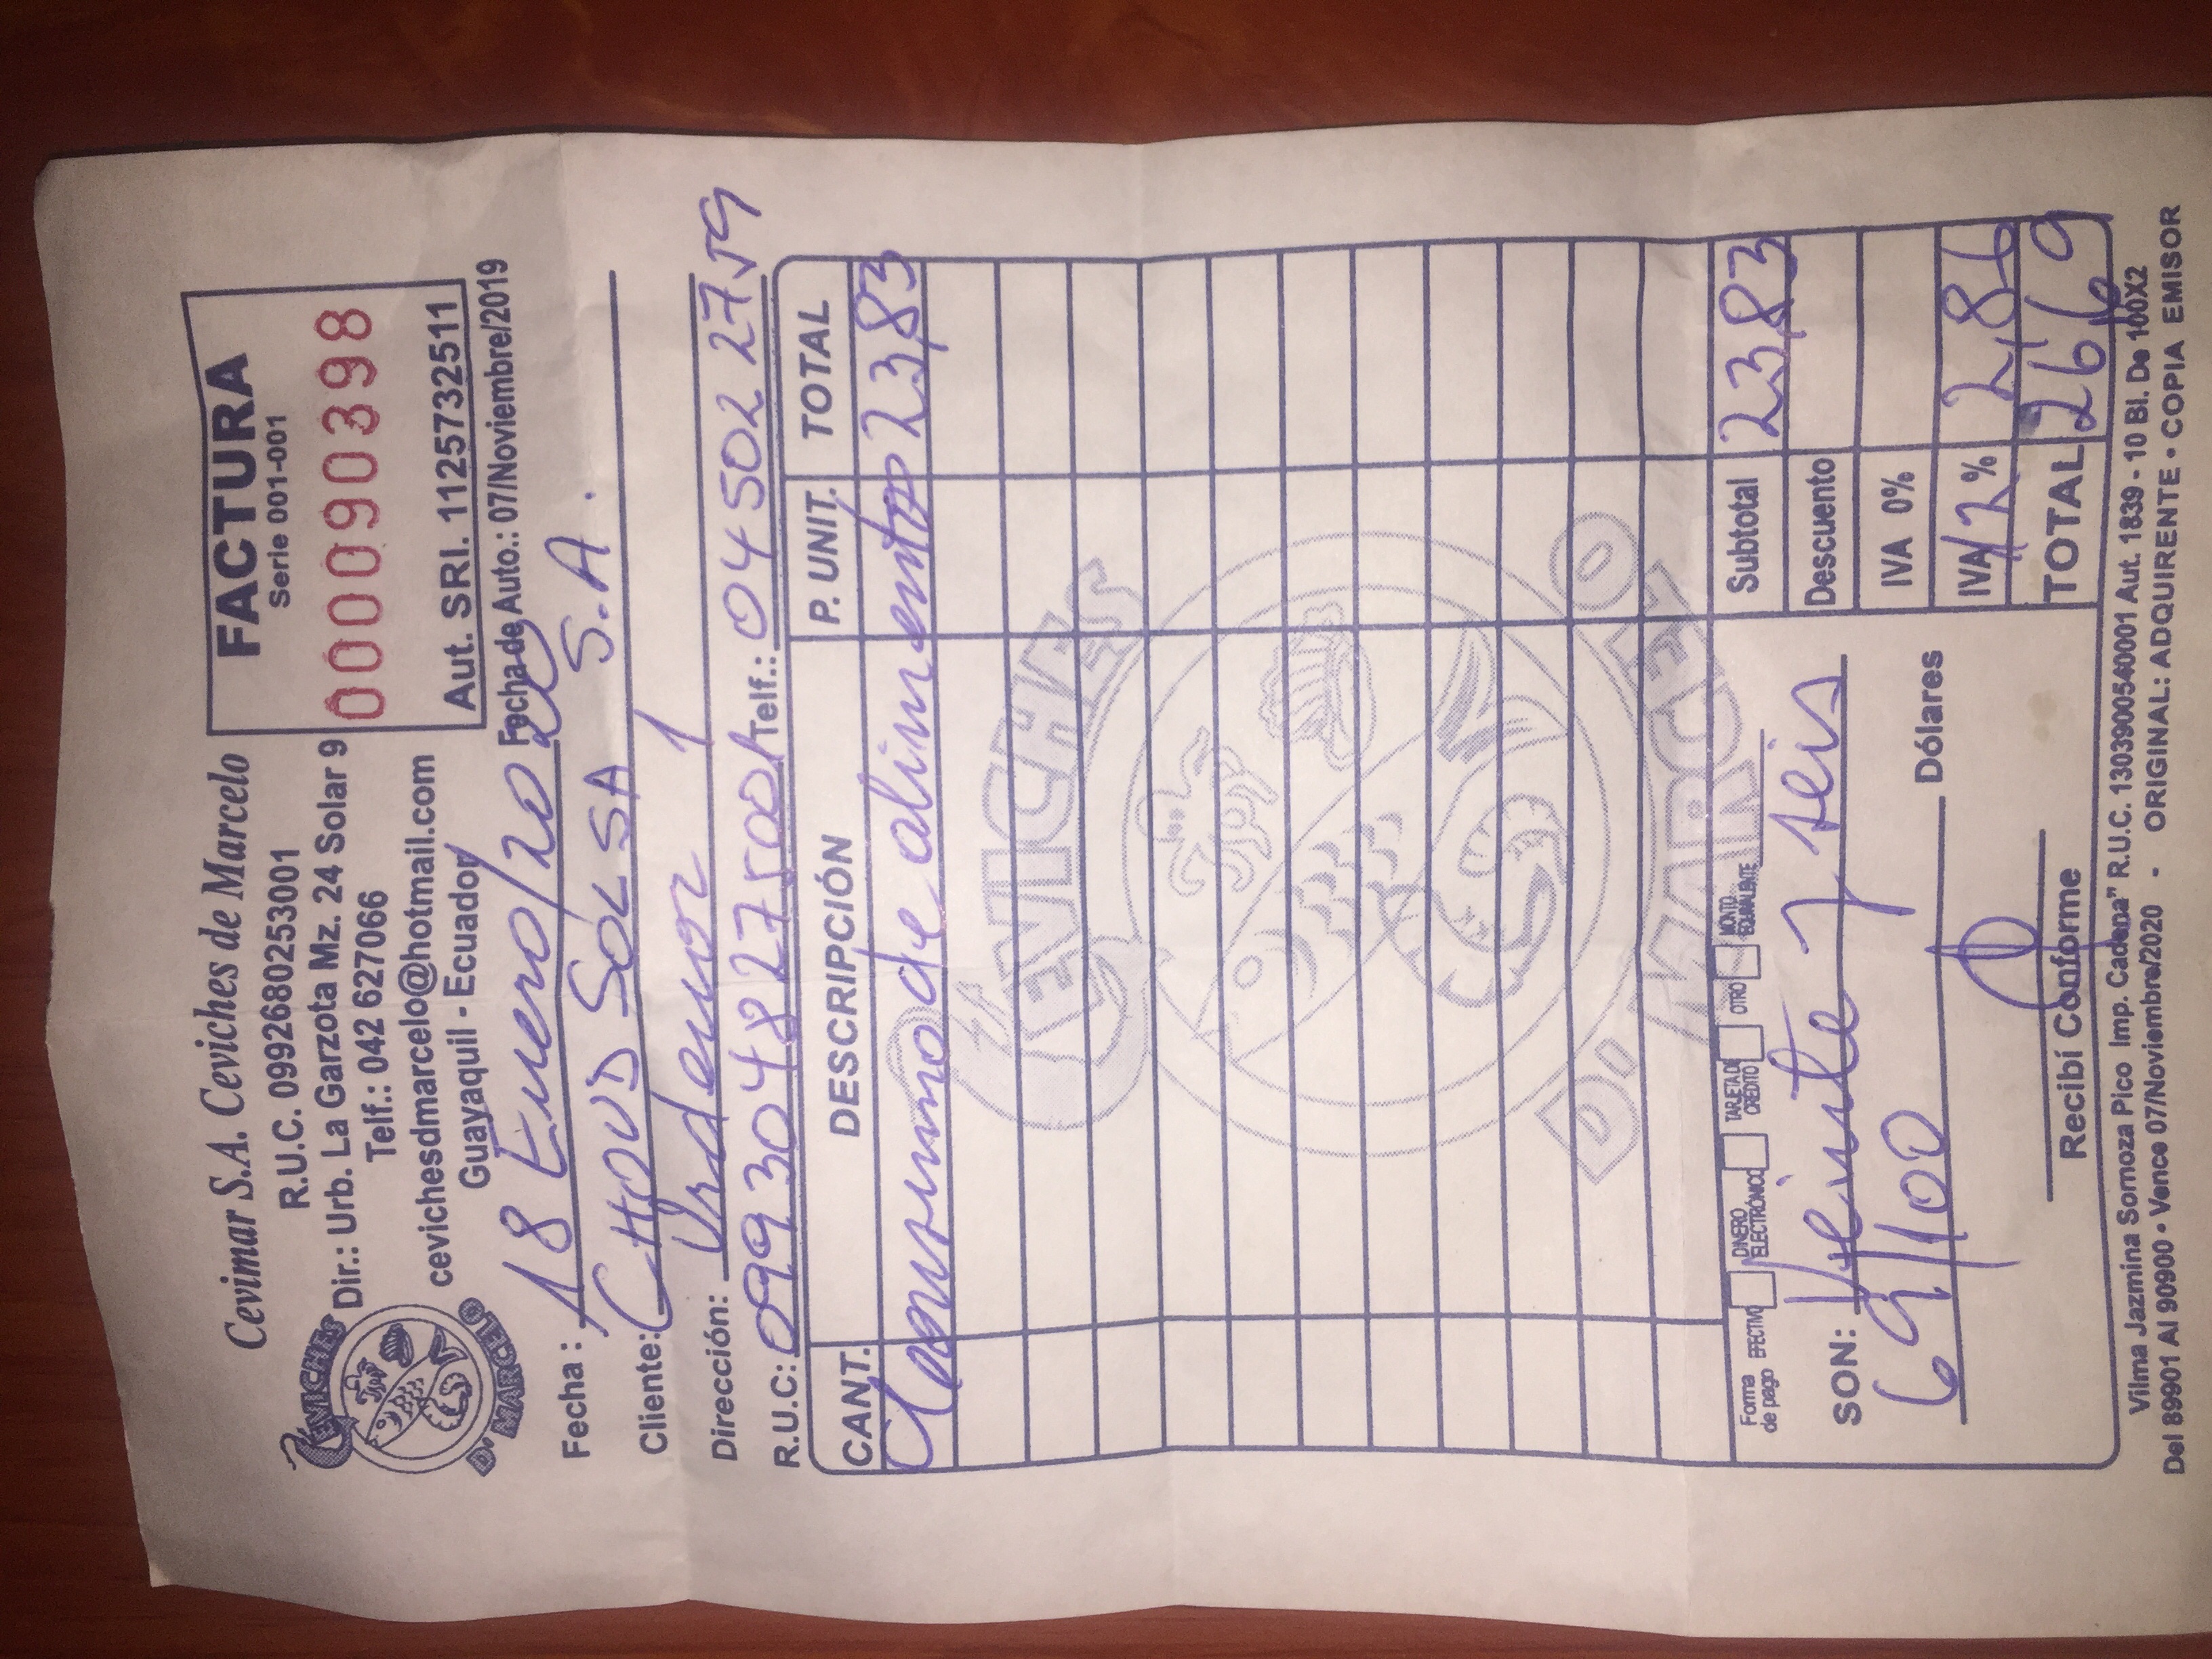 Cevimar S.A. Ceviches de Marcelo
R.U.C. 0992680253001
Dir.: Urb. La Garzota Mz. 24 Solar 9
Telf.: 042 627066
cevichesdmarcelo@hotmail.com
Guayaquil - Ecuador
CEVICHES
D' MARCELO
FACTURA
Serie 001-001
000090398
Aut. SRI. 1125732511
Fecha de Auto.: 07/Noviembre/2019
Fecha: 18 Enero/2020
Cliente: CHOUD SOLSA S.A.
Dirección: Urdenor 1
R.U.C: 0993048275001 Telf.: 045022759
CANT. DESCRIPCIÓN P. UNIT. TOTAL
Consumo de alimentos 23,83
CEVICHES
D' MARCELO
Forma de pago EFECTIVO DINERO ELECTRÓNICO TARJETA DE CRÉDITO OTRO MONTO EQUIVALENTE
Subtotal 23,83
SON: Veinte y seis
69/100 Dólares
Descuento
IVA 0%
IVA 12% 2,86
TOTAL 26,69
Recibí Conforme
Vilma Jazmina Sornoza Pico Imp. Cadena" R.U.C. 1303900540001 Aut. 1839 - 10 Bl. De 100X2
Del 89901 Al 90900 • Vence 07/Noviembre/2020 - ORIGINAL: ADQUIRENTE • COPIA EMISOR